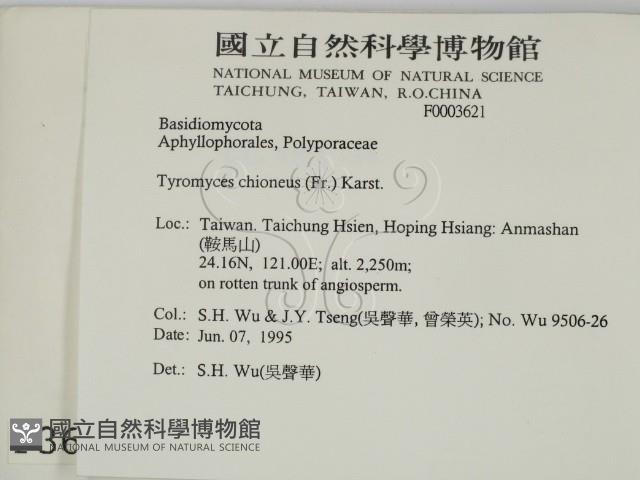 國立自然科學博物館
NATIONAL MUSEUM OF NATURAL SCIENCE
TAICHUNG, TAIWAN, R.O.CHINA
F0003621
Basidiomycota
Aphyllophorales, Polyporaceae
Tyromyces chioneus (Fr.) Karst.
Loc.: Taiwan. Taichung Hsien, Hoping Hsiang: Anmashan
(鞍馬山)
24.16N, 121.00E; alt. 2,250m;
on rotten trunk of angiosperm.
Col.: S.H. Wu & J.Y. Tseng(吳聲華, 曾榮英); No. Wu 9506-26
Date: Jun. 07, 1995
Det.: S.H. Wu(吳聲華)
國立自然科學博物館
NATIONAL MUSEUM OF NATURAL SCIENCE